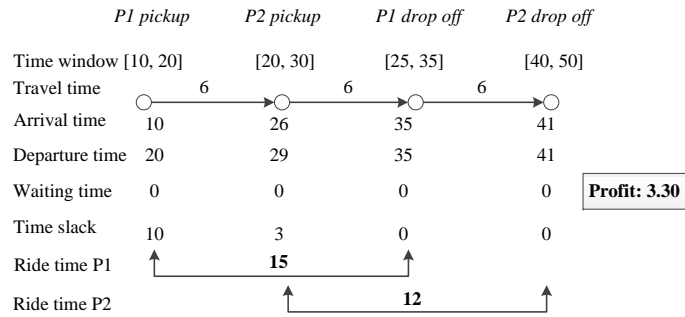 P1 pickup P2 pickup P1 drop off P2 drop off
Time window [10, 20] [20, 30] [25, 35] [40, 50]
Travel time 6 6 6
Arrival time 10 26 35 41
Departure time 20 29 35 41
Waiting time 0 0 0 0 Profit: 3.30
Time slack 10 3 0 0
Ride time P1 15
Ride time P2 12